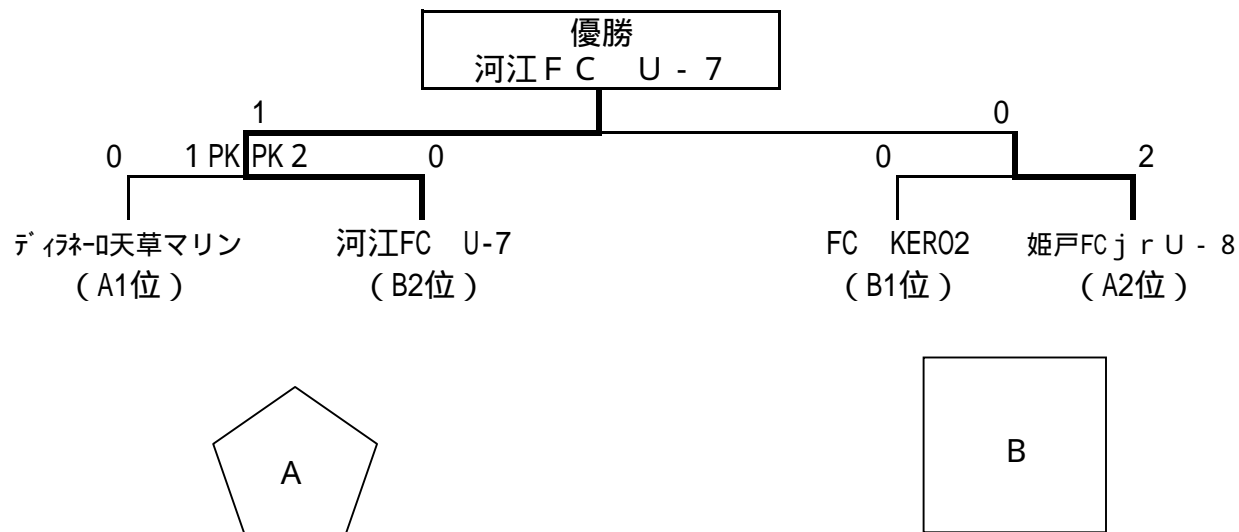 優勝
河江ＦＣ　Ｕ‐７
1 0
0 1 PK PK 2 0 0 2
ﾃﾞｨﾗﾈｰﾛ天草マリン 河江FC U-7 FC KERO2 姫戸FCｊｒＵ‐８
（A1位） （B2位） （B1位） （A2位）
A B